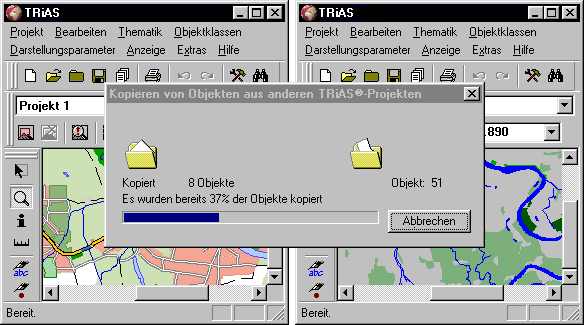 TRiAS
Projekt Bearbeiten Thematik Objektklassen
Darstellungsparameter Anzeige Extras Hilfe
Projekt 1
abc
Bereit.
TRiAS
Projekt Bearbeiten Thematik Objektklassen
Darstellungsparameter Anzeige Extras Hilfe
890
abc
Bereit.
Kopieren von Objekten aus anderen TRiAS®-Projekten
Kopiert 8 Objekte Objekt: 51
Es wurden bereits 37% der Objekte kopiert
Abbrechen